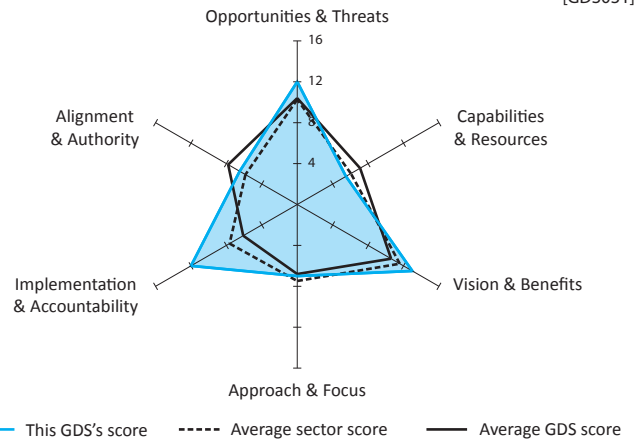 Opportunities & Threats
16
12
8
4
Alignment
& Authority
Capabilities
& Resources
Implementation
& Accountability
Vision & Benefits
Approach & Focus
This GDS's score
Average sector score
Average GDS score